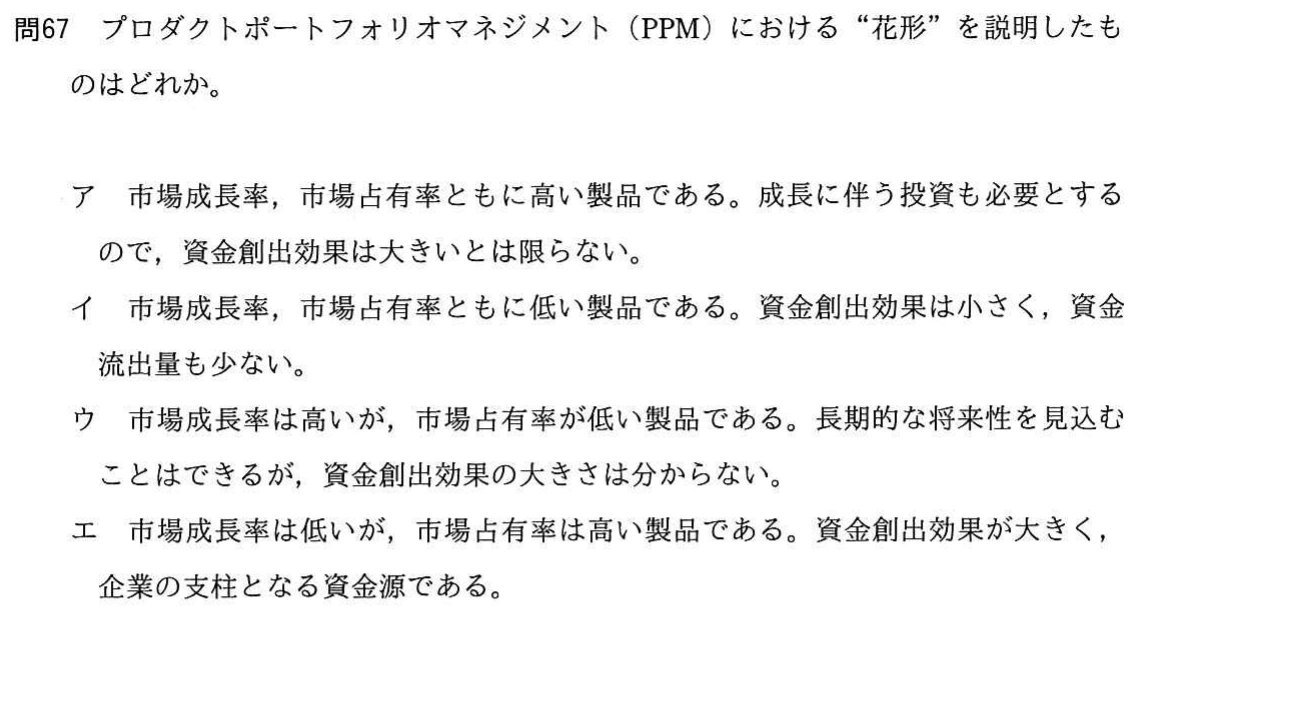 問67　プロダクトポートフォリオマネジメント（PPM）における“花形”を説明したも
のはどれか。
ア　市場成長率，市場占有率ともに高い製品である。成長に伴う投資も必要とする
ので，資金創出効果は大きいとは限らない。
イ　市場成長率，市場占有率ともに低い製品である。資金創出効果は小さく，資金
流出量も少ない。
ウ　市場成長率は高いが，市場占有率が低い製品である。長期的な将来性を見込む
ことはできるが，資金創出効果の大きさは分からない。
エ　市場成長率は低いが，市場占有率は高い製品である。資金創出効果が大きく，
企業の支柱となる資金源である。